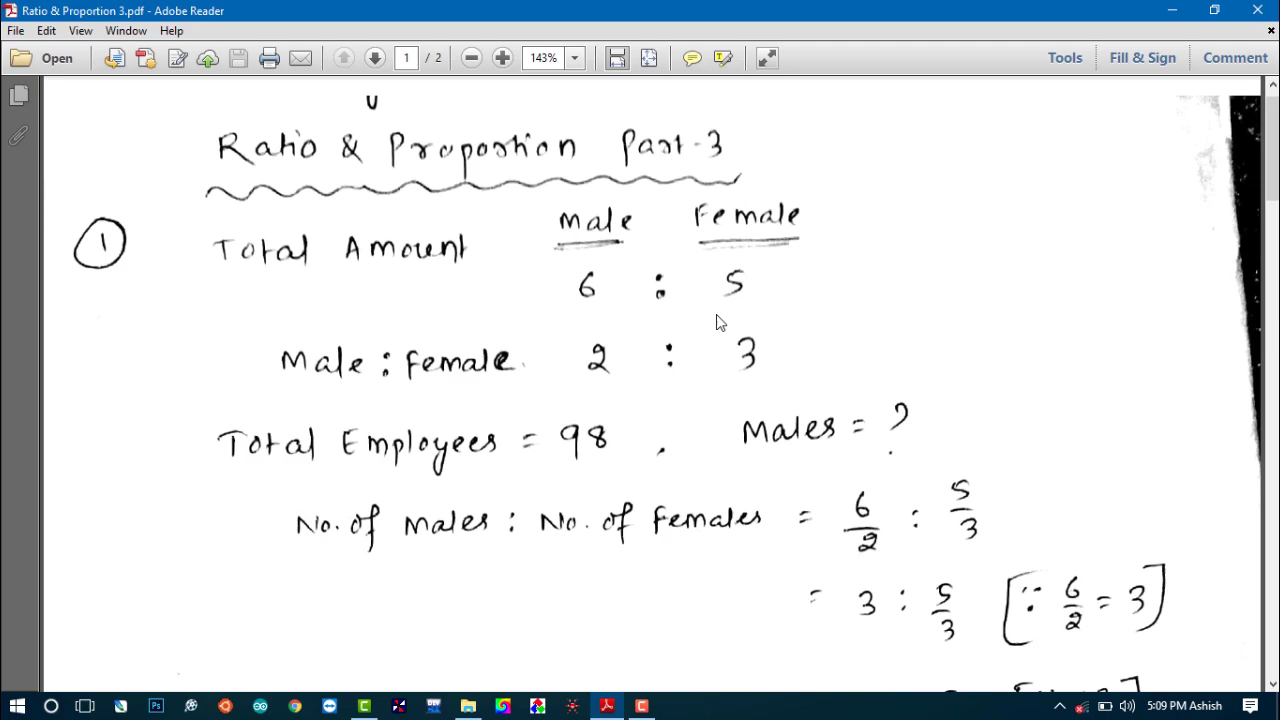 Ratio & Proportion 3.pdf - Adobe Reader
File Edit View Window Help
Open 1 / 2 143% Tools Fill & Sign Comment
Ratio & Proportion Part-3
Male Female
1 Total Amount
6 : 5
Male : female. 2 : 3
Total Employees = 98 , Males = ?
No. of males : No. of females = 6/2 : 5/3
= 3 : 5/3 [∵ 6/2 = 3]
5:09 PM Ashish